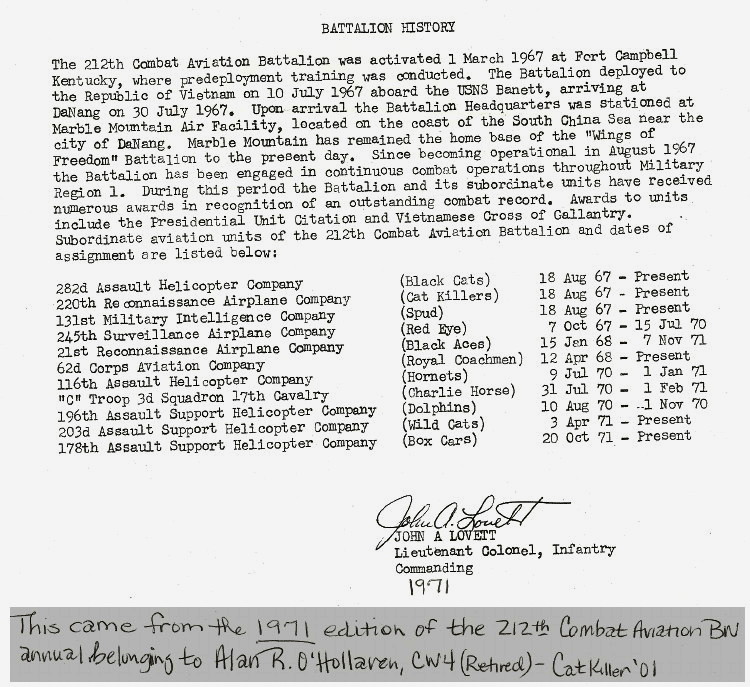 BATTALION HISTORY
The 212th Combat Aviation Battalion was activated 1 March 1967 at Fort Campbell
Kentucky, where predeployment training was conducted. The Battalion deployed to
the Republic of Vietnam on 10 July 1967 aboard the USNS Banett, arriving at
DaNang on 30 July 1967. Upon arrival the Battalion Headquarters was stationed at
Marble Mountain Air Facility, located on the coast of the South China Sea near the
city of DaNang. Marble Mountain has remained the home base of the "Wings of
Freedom" Battalion to the present day. Since becoming operational in August 1967
the Battalion has been engaged in continuous combat operations throughout Military
Region 1. During this period the Battalion and its subordinate units have received
numerous awards in recognition of an outstanding combat record. Awards to units
include the Presidential Unit Citation and Vietnamese Cross of Gallantry.
Subordinate aviation units of the 212th Combat Aviation Battalion and dates of
assignment are listed below:
282d Assault Helicopter Company (Black Cats) 18 Aug 67 - Present
220th Reconnaissance Airplane Company (Cat Killers) 18 Aug 67 - Present
131st Military Intelligence Company (Spud) 18 Aug 67 - Present
245th Surveillance Airplane Company (Red Eye) 7 Oct 67 - 15 Jul 70
21st Reconnaissance Airplane Company (Black Aces) 15 Jan 68 - 7 Nov 71
62d Corps Aviation Company (Royal Coachmen) 12 Apr 68 - Present
116th Assault Helicopter Company (Hornets) 9 Jul 70 - 1 Jan 71
"C" Troop 3d Squadron 17th Cavalry (Charlie Horse) 31 Jul 70 - 1 Feb 71
196th Assault Support Helicopter Company (Dolphins) 10 Aug 70 - 1 Nov 70
203d Assault Support Helicopter Company (Wild Cats) 3 Apr 71 - Present
178th Assault Support Helicopter Company (Box Cars) 20 Oct 71 - Present
John A. Lovett
JOHN A LOVETT
Lieutenant Colonel, Infantry
Commanding
1971
This came from the 1971 edition of the 212th Combat Aviation BN
annual belonging to Alan R. O'Hollaren, CW4 (Retired) - Catkiller '01